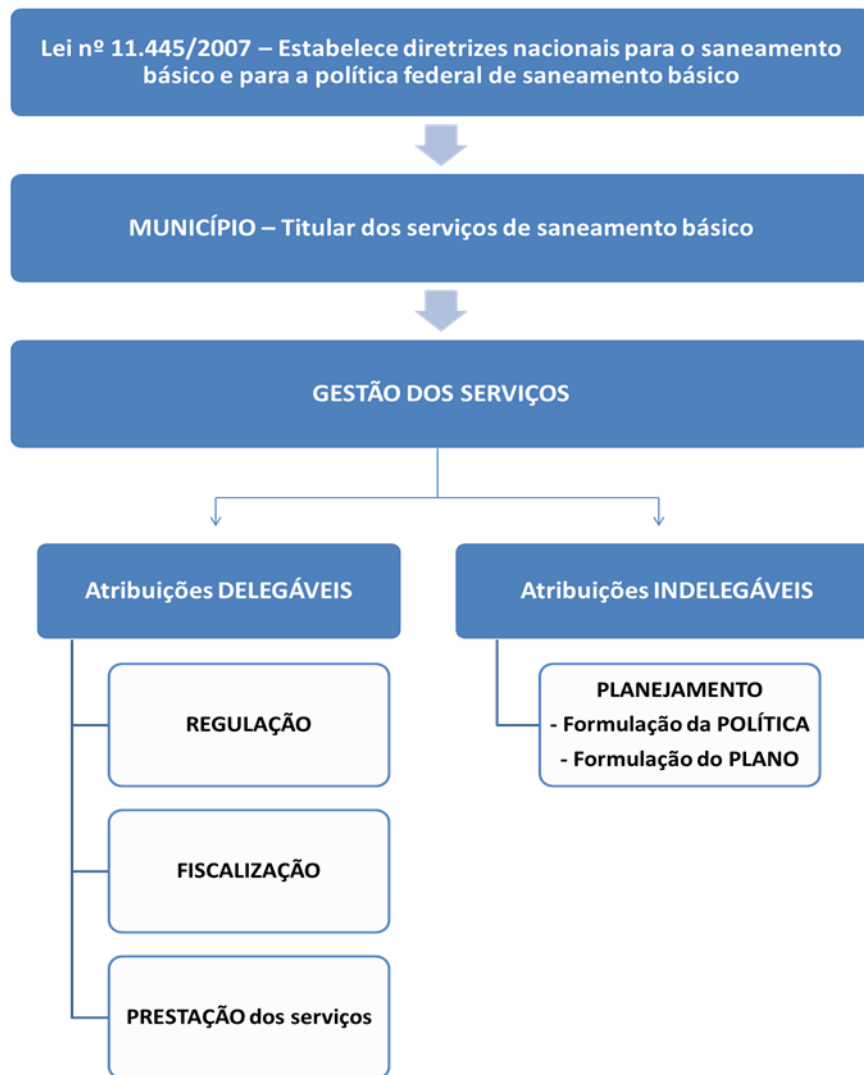 Lei nº 11.445/2007 – Estabelece diretrizes nacionais para o saneamento
básico e para a política federal de saneamento básico
MUNICÍPIO – Titular dos serviços de saneamento básico
GESTÃO DOS SERVIÇOS
Atribuições DELEGÁVEIS
Atribuições INDELEGÁVEIS
REGULAÇÃO
PLANEJAMENTO
- Formulação da POLÍTICA
- Formulação do PLANO
FISCALIZAÇÃO
PRESTAÇÃO dos serviços